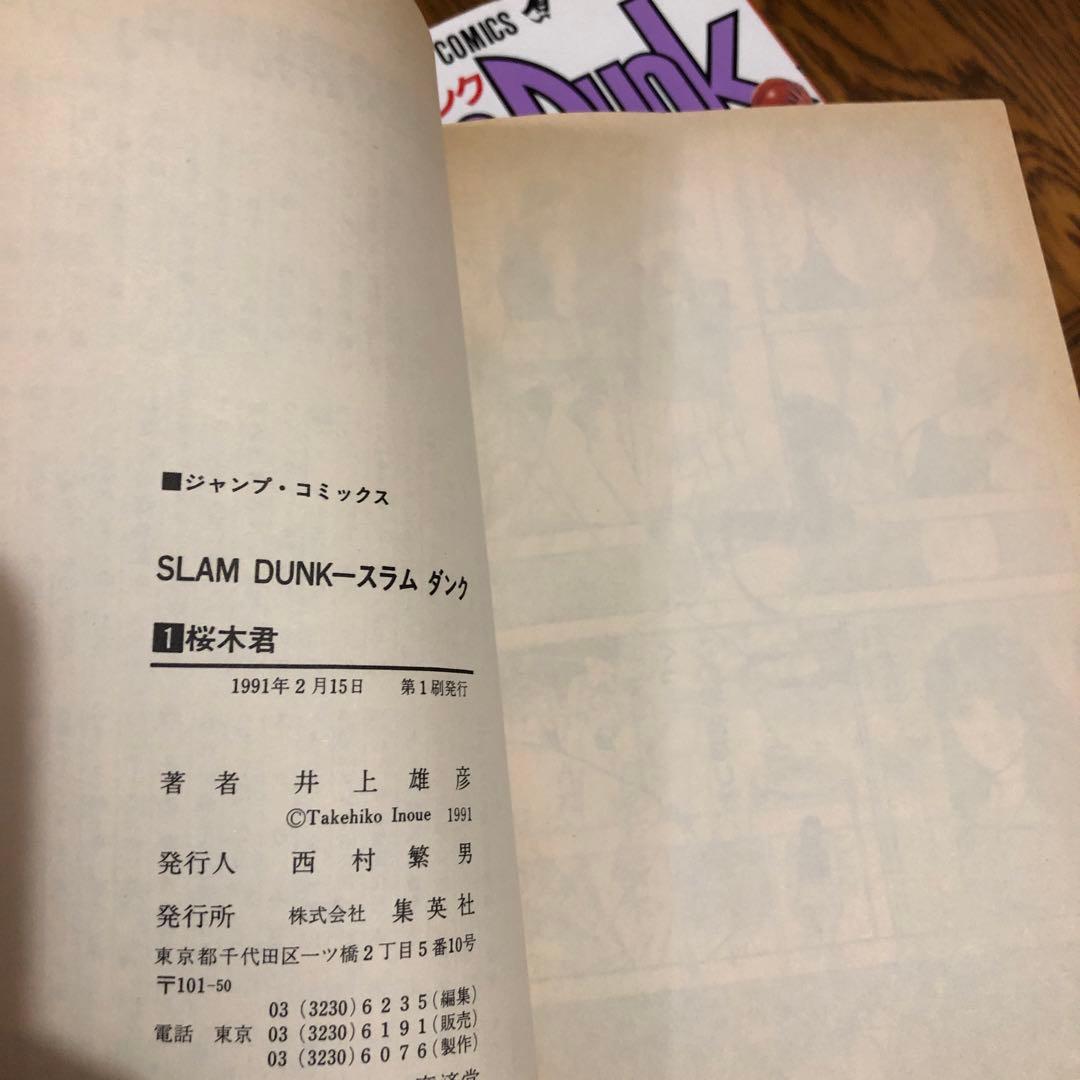 COMICS
ンク
Dunk
■ジャンプ・コミックス
SLAM DUNK―スラム ダンク
1桜木君
1991年2月15日 第1刷発行
著者 井上雄彦
©Takehiko Inoue 1991
発行人 西村繁男
発行所 株式会社 集英社
東京都千代田区一ツ橋2丁目5番10号
〒101-50
03 (3230) 6235 (編集)
電話 東京 03 (3230) 6191 (販売)
03 (3230) 6076 (製作)